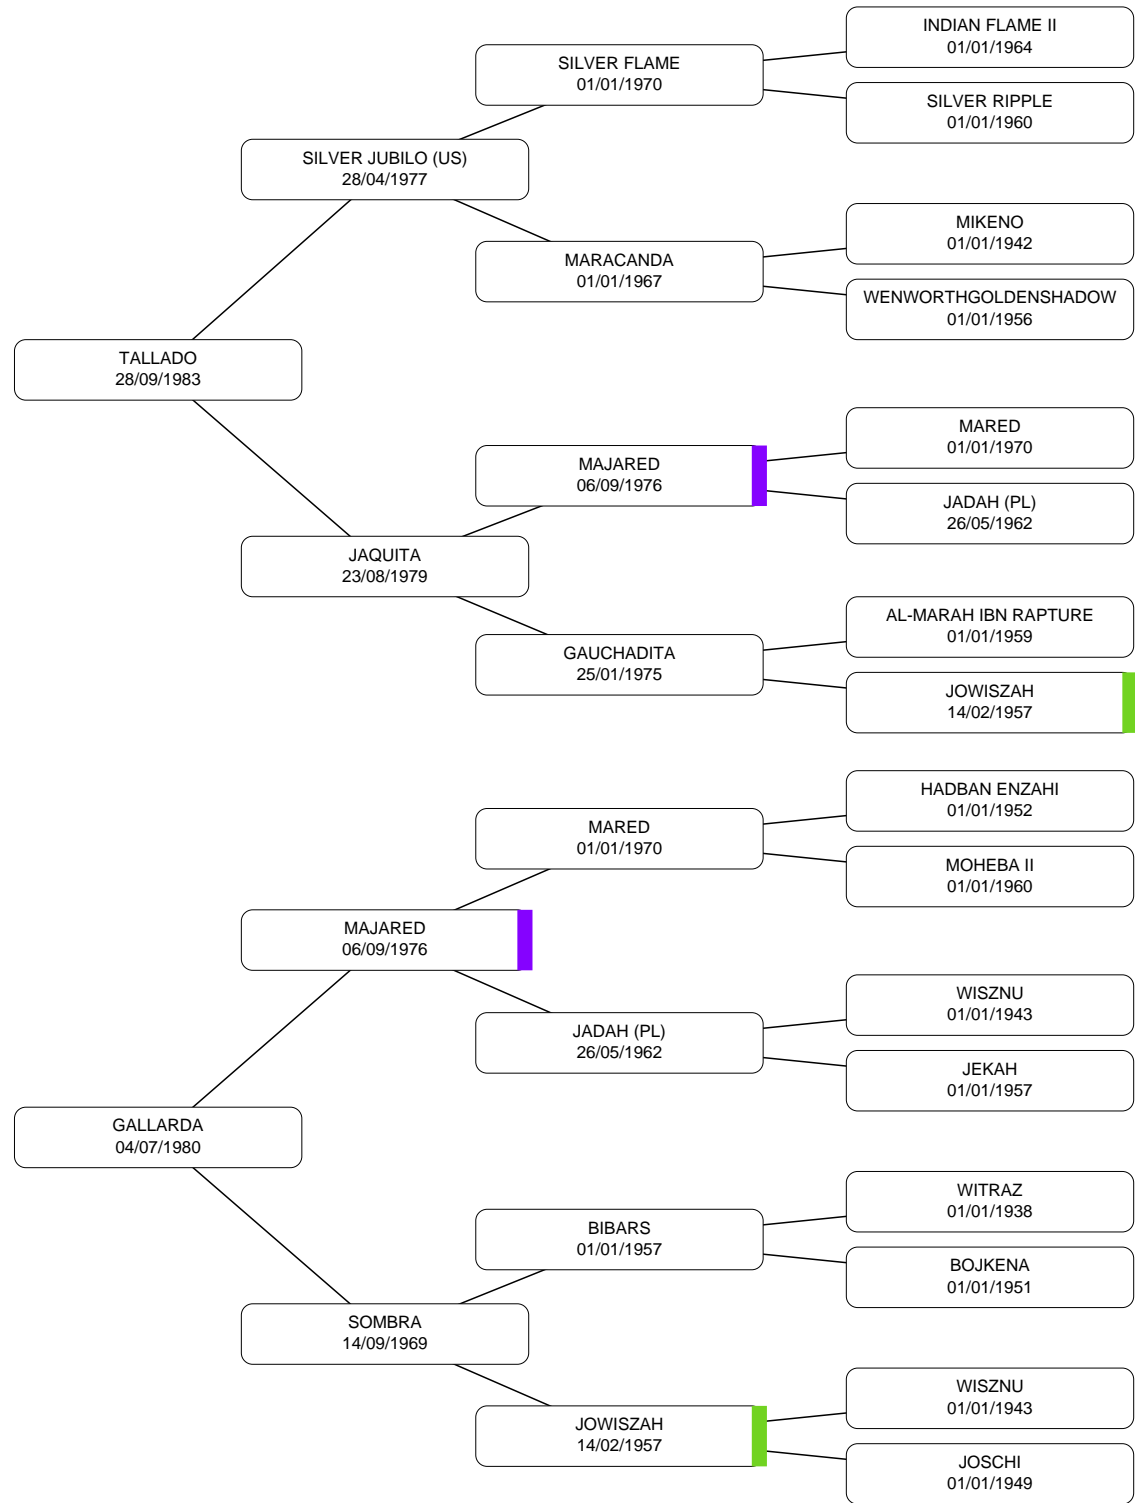 INDIAN FLAME II
01/01/1964
SILVER FLAME
01/01/1970
SILVER RIPPLE
01/01/1960
SILVER JUBILO (US)
28/04/1977
MIKENO
01/01/1942
MARACANDA
01/01/1967
WENWORTHGOLDENSHADOW
01/01/1956
TALLADO
28/09/1983
MARED
01/01/1970
MAJARED
06/09/1976
JADAH (PL)
26/05/1962
JAQUITA
23/08/1979
AL-MARAH IBN RAPTURE
01/01/1959
GAUCHADITA
25/01/1975
JOWISZAH
14/02/1957
HADBAN ENZAHI
01/01/1952
MARED
01/01/1970
MOHEBA II
01/01/1960
MAJARED
06/09/1976
WISZNU
01/01/1943
JADAH (PL)
26/05/1962
JEKAH
01/01/1957
GALLARDA
04/07/1980
WITRAZ
01/01/1938
BIBARS
01/01/1957
BOJKENA
01/01/1951
SOMBRA
14/09/1969
WISZNU
01/01/1943
JOWISZAH
14/02/1957
JOSCHI
01/01/1949